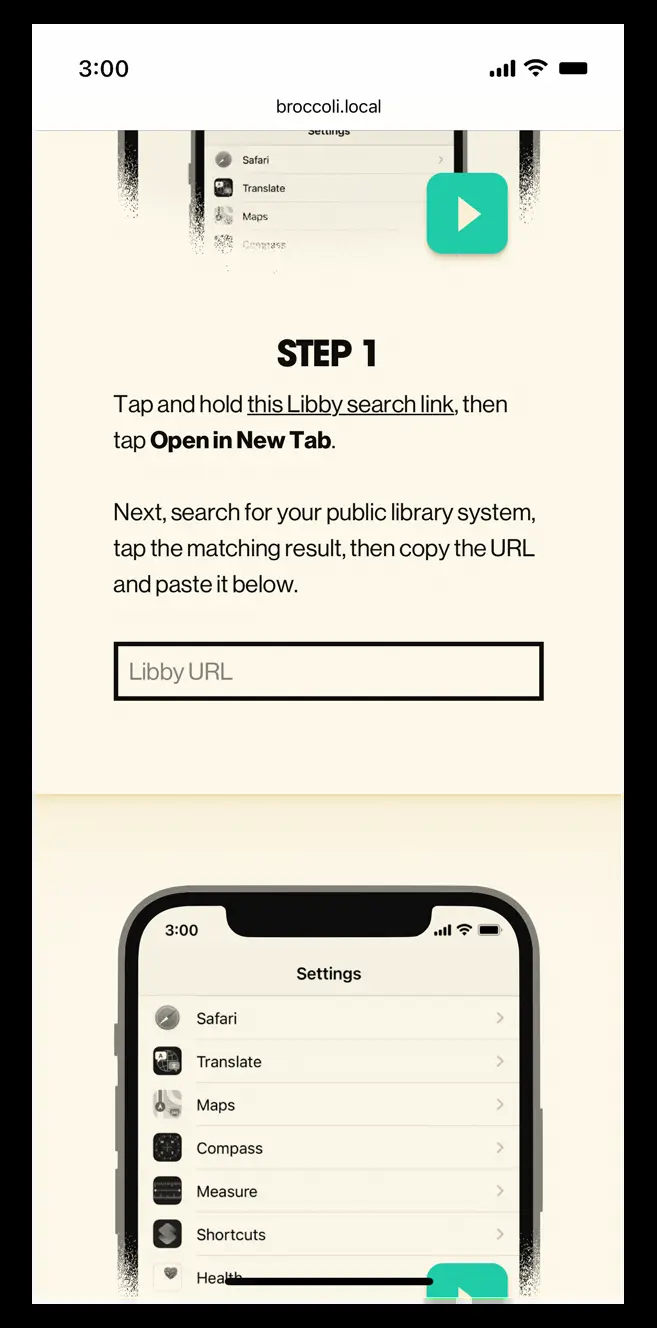 3:00
broccoli.local
Settings
Safari
Translate
Maps
Compass
STEP 1
Tap and hold this Libby search link, then
tap Open in New Tab.
Next, search for your public library system,
tap the matching result, then copy the URL
and paste it below.
Libby URL
3:00
Settings
Safari
Translate
Maps
Compass
Measure
Shortcuts
Health